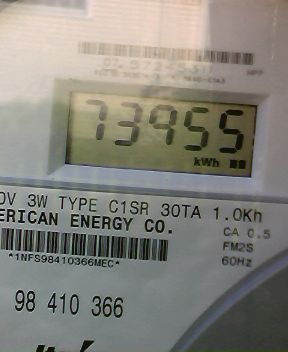 73955
kWh
3W TYPE C1SR 30TA 1.0Kh
ERICAN ENERGY CO.
CA 0.5
FM2S
*1NFS98410366MEC*
60Hz
98 410 366